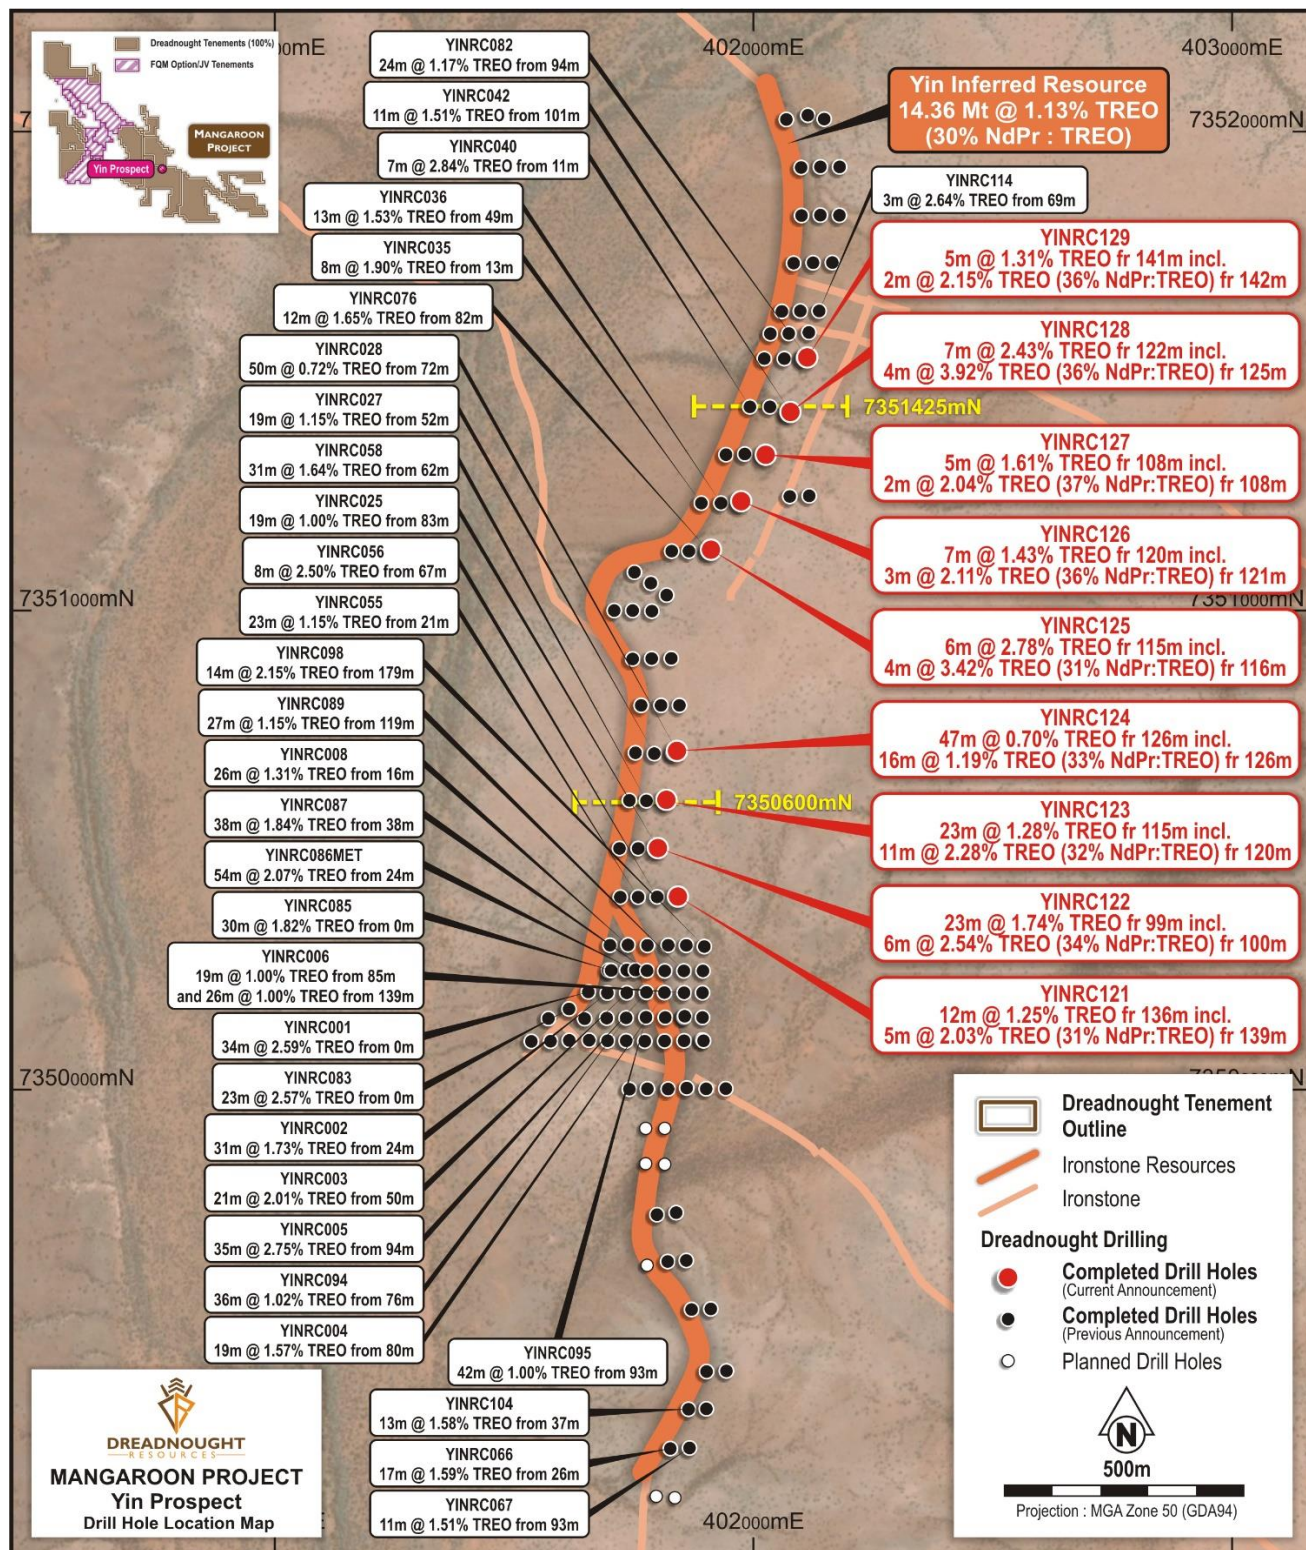 Dreadnought Tenements (100%)
FQM Option/JV Tenements
MANGAROON
PROJECT
Yin Prospect
000mE
402000mE
403000mE
YINRC082
24m @ 1.17% TREO from 94m
YINRC042
11m @ 1.51% TREO from 101m
YINRC040
7m @ 2.84% TREO from 11m
YINRC036
13m @ 1.53% TREO from 49m
YINRC035
8m @ 1.90% TREO from 13m
YINRC076
12m @ 1.65% TREO from 82m
YINRC028
50m @ 0.72% TREO from 72m
YINRC027
19m @ 1.15% TREO from 52m
YINRC058
31m @ 1.64% TREO from 62m
YINRC025
19m @ 1.00% TREO from 83m
YINRC056
8m @ 2.50% TREO from 67m
YINRC055
23m @ 1.15% TREO from 21m
YINRC098
14m @ 2.15% TREO from 179m
YINRC089
27m @ 1.15% TREO from 119m
YINRC008
26m @ 1.31% TREO from 16m
YINRC087
38m @ 1.84% TREO from 38m
YINRC086MET
54m @ 2.07% TREO from 24m
YINRC085
30m @ 1.82% TREO from 0m
YINRC006
19m @ 1.00% TREO from 85m
and 26m @ 1.00% TREO from 139m
YINRC001
34m @ 2.59% TREO from 0m
YINRC083
23m @ 2.57% TREO from 0m
YINRC002
31m @ 1.73% TREO from 24m
YINRC003
21m @ 2.01% TREO from 50m
YINRC005
35m @ 2.75% TREO from 94m
YINRC094
36m @ 1.02% TREO from 76m
YINRC004
19m @ 1.57% TREO from 80m
YINRC095
42m @ 1.00% TREO from 93m
YINRC104
13m @ 1.58% TREO from 37m
YINRC066
17m @ 1.59% TREO from 26m
YINRC067
11m @ 1.51% TREO from 93m
Yin Inferred Resource
14.36 Mt @ 1.13% TREO
(30% NdPr : TREO)
7352000mN
YINRC114
3m @ 2.64% TREO from 69m
YINRC129
5m @ 1.31% TREO fr 141m incl.
2m @ 2.15% TREO (36% NdPr:TREO) fr 142m
YINRC128
7m @ 2.43% TREO fr 122m incl.
4m @ 3.92% TREO (36% NdPr:TREO) fr 125m
7351425mN
YINRC127
5m @ 1.61% TREO fr 108m incl.
2m @ 2.04% TREO (37% NdPr:TREO) fr 108m
YINRC126
7m @ 1.43% TREO fr 120m incl.
3m @ 2.11% TREO (36% NdPr:TREO) fr 121m
7351000mN
7351000mN
YINRC125
6m @ 2.78% TREO fr 115m incl.
4m @ 3.42% TREO (31% NdPr:TREO) fr 116m
YINRC124
47m @ 0.70% TREO fr 126m incl.
16m @ 1.19% TREO (33% NdPr:TREO) fr 126m
7350600mN
YINRC123
23m @ 1.28% TREO fr 115m incl.
11m @ 2.28% TREO (32% NdPr:TREO) fr 120m
YINRC122
23m @ 1.74% TREO fr 99m incl.
6m @ 2.54% TREO (34% NdPr:TREO) fr 100m
YINRC121
12m @ 1.25% TREO fr 136m incl.
5m @ 2.03% TREO (31% NdPr:TREO) fr 139m
7350000mN
Dreadnought Tenement
Outline
Ironstone Resources
Ironstone
Dreadnought Drilling
Completed Drill Holes
(Current Announcement)
Completed Drill Holes
(Previous Announcement)
Planned Drill Holes
N
500m
Projection : MGA Zone 50 (GDA94)
DREADNOUGHT
RESOURCES
MANGAROON PROJECT
Yin Prospect
Drill Hole Location Map
402000mE